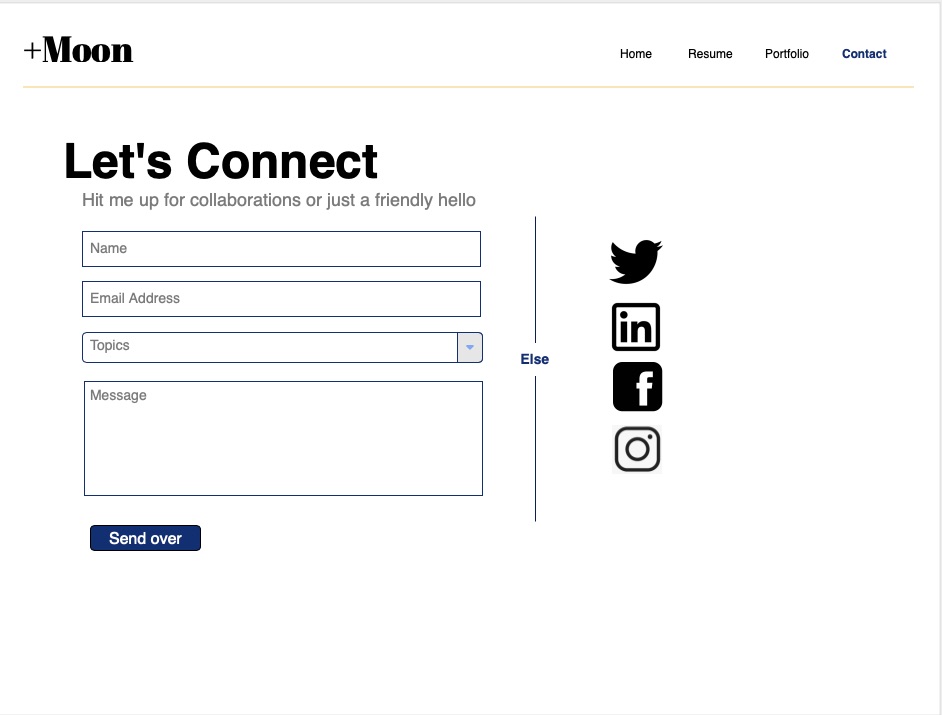 +Moon
Home Resume Portfolio Contact
Let's Connect
Hit me up for collaborations or just a friendly hello
Name
Email Address
Topics
Else
Message
Send over
in
f